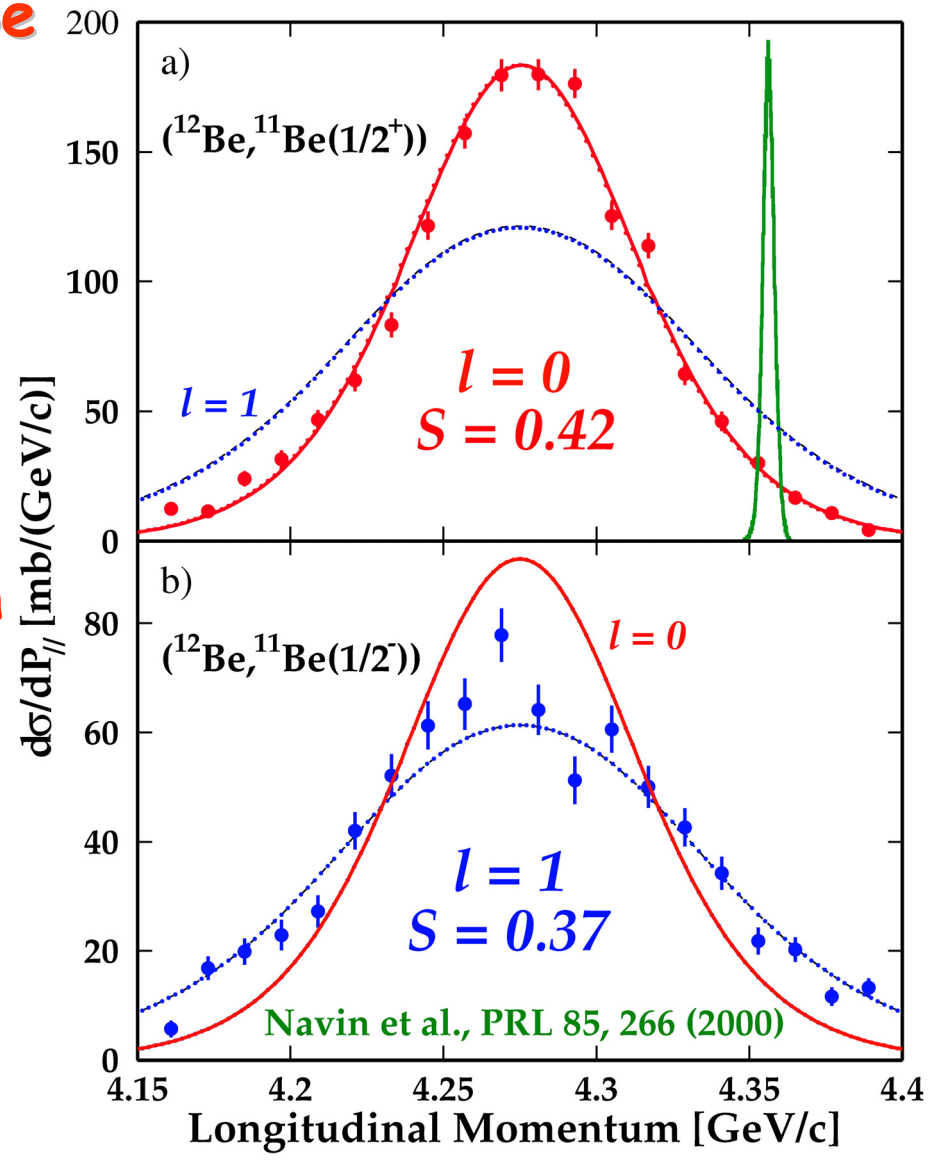 be
200
a)
(¹²Be,¹¹Be(1/2⁺))
150
100
l = 0
l = 1
S = 0.42
50
0
b)
80
l = 0
(¹²Be,¹¹Be(1/2⁻))
60
dσ/dP// [mb/(GeV/c)]
40
l = 1
S = 0.37
20
Navin et al., PRL 85, 266 (2000)
0
4.15 4.2 4.25 4.3 4.35 4.4
Longitudinal Momentum [GeV/c]